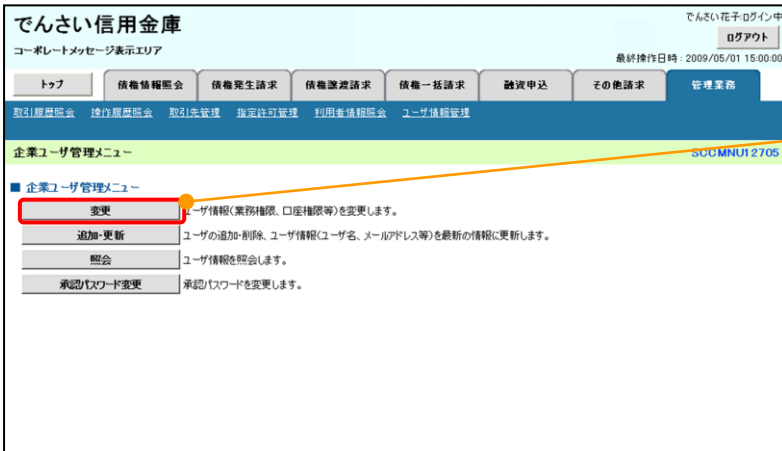 でんさい信用金庫
でんさい花子:ログイン中
ログアウト
コーポレートメッセージ表示エリア
最終操作日時:2009/05/01 15:00:00
トップ 債権情報照会 債権発生請求 債権譲渡請求 債権一括請求 融資申込 その他請求 管理業務
取引履歴照会 操作履歴照会 取引先管理 指定許可管理 利用者情報照会 ユーザ情報管理
企業ユーザ管理メニュー SCCMNU12705
■ 企業ユーザ管理メニュー
変更 ユーザ情報(業務権限、口座権限等)を変更します。
追加・更新 ユーザの追加・削除、ユーザ情報(ユーザ名、メールアドレス等)を最新の情報に更新します。
照会 ユーザ情報を照会します。
承認パスワード変更 承認パスワードを変更します。